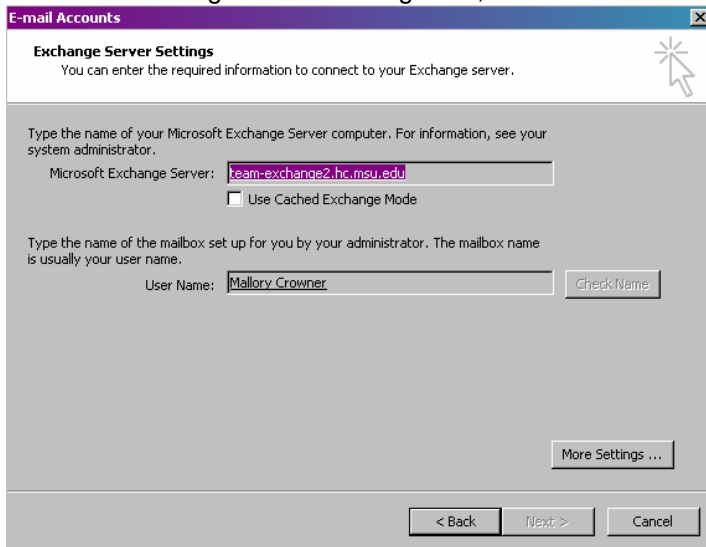 E-mail Accounts
Exchange Server Settings
You can enter the required information to connect to your Exchange server.
Type the name of your Microsoft Exchange Server computer. For information, see your
system administrator.
Microsoft Exchange Server: team-exchange2.hc.msu.edu
Use Cached Exchange Mode
Type the name of the mailbox set up for you by your administrator. The mailbox name
is usually your user name.
User Name: Mallory Crowner Check Name
More Settings ...
< Back Next > Cancel